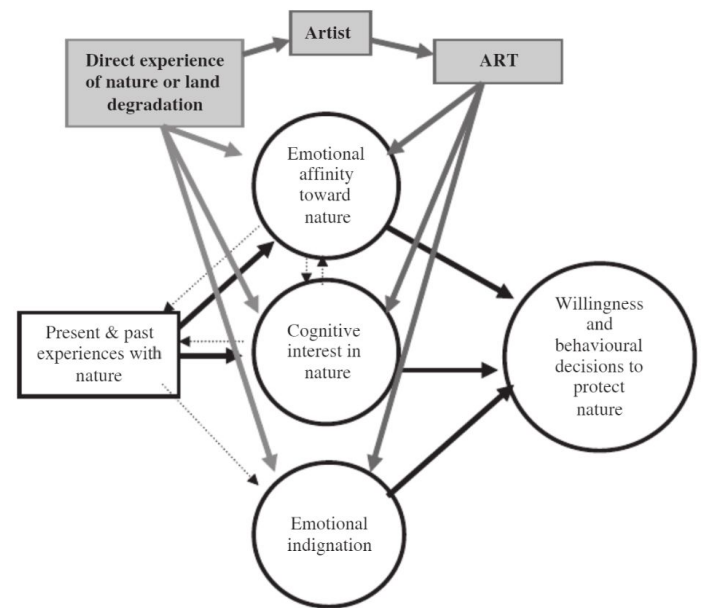 Artist
Direct experience
of nature or land
degradation
ART
Emotional
affinity
toward
nature
Present & past
experiences with
nature
Cognitive
interest in
nature
Willingness
and
behavioural
decisions to
protect
nature
Emotional
indignation